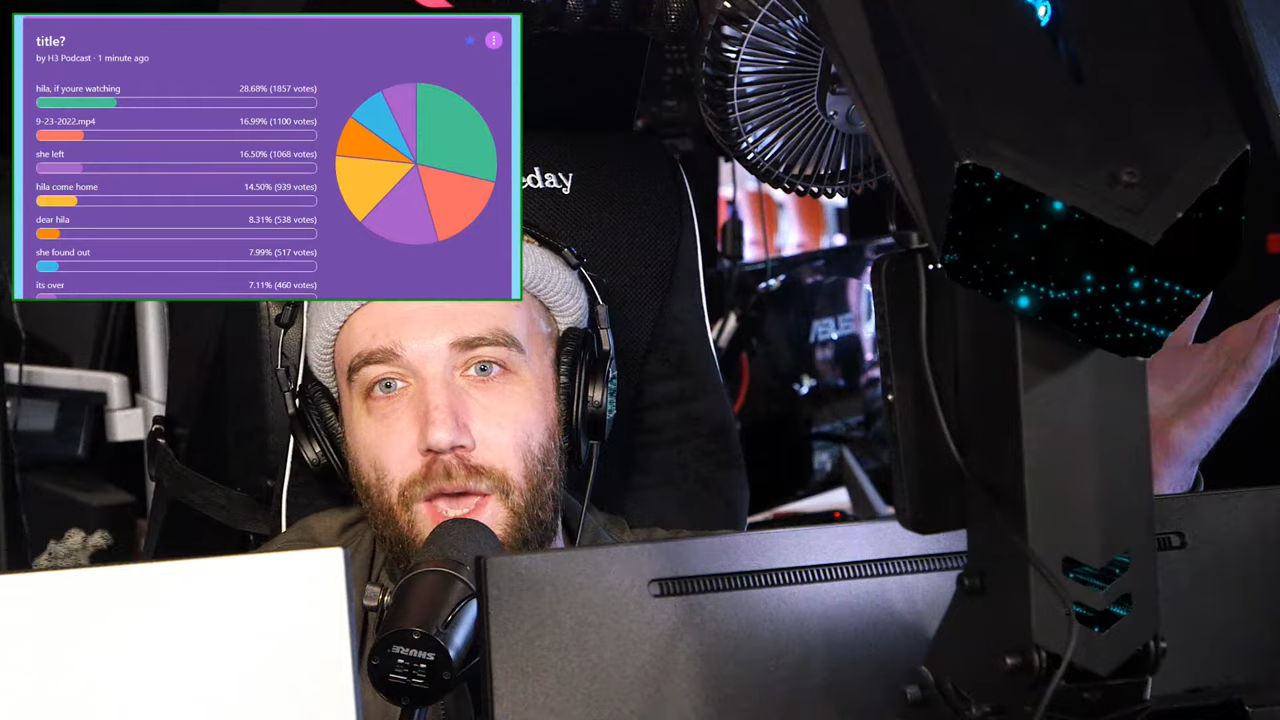 title?
by H3 Podcast · 1 minute ago
hila, if youre watching 28.68% (1857 votes)
9-23-2022.mp4 16.99% (1100 votes)
she left 16.50% (1068 votes)
hila come home 14.50% (939 votes)
dear hila 8.31% (538 votes)
she found out 7.99% (517 votes)
its over 7.11% (460 votes)
eday
ASUS
SHURE